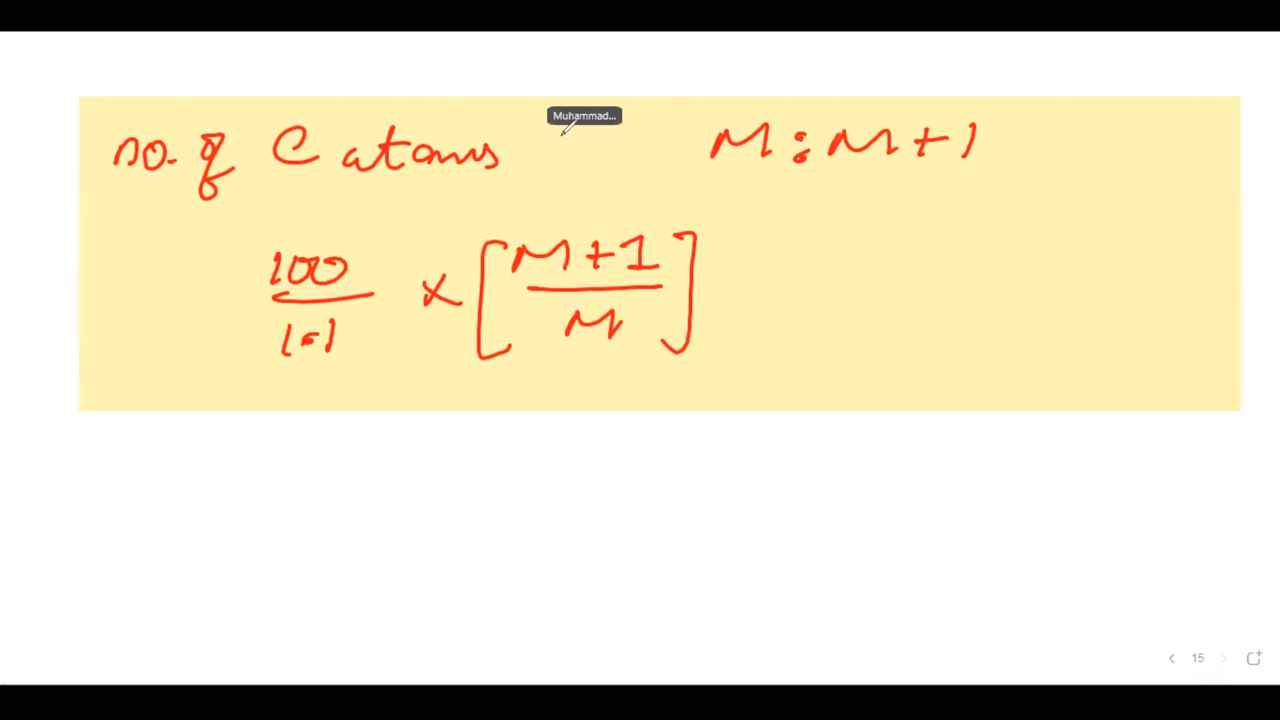 Muhammad...
no. of C atoms M : M + 1
100 / 1.1 × [ M + 1 / M ]
15